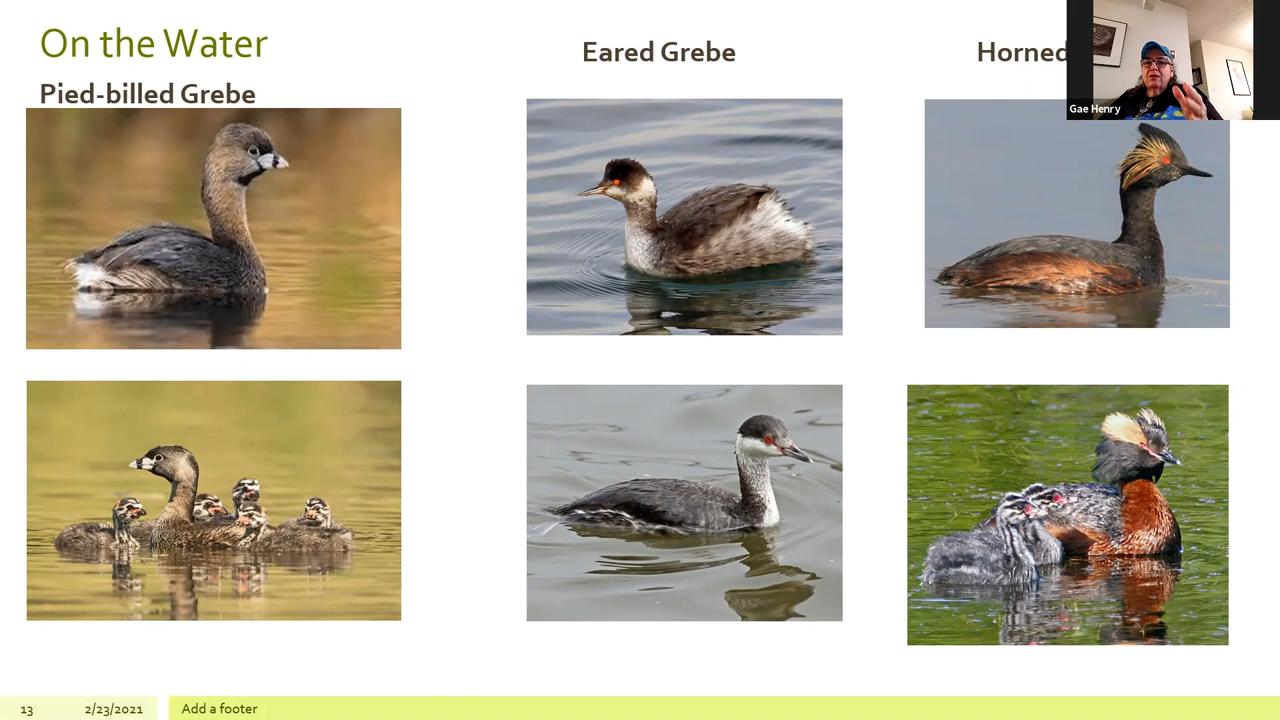 On the Water
Pied-billed Grebe
Eared Grebe
Horned
Gae Henry
13
2/23/2021
Add a footer